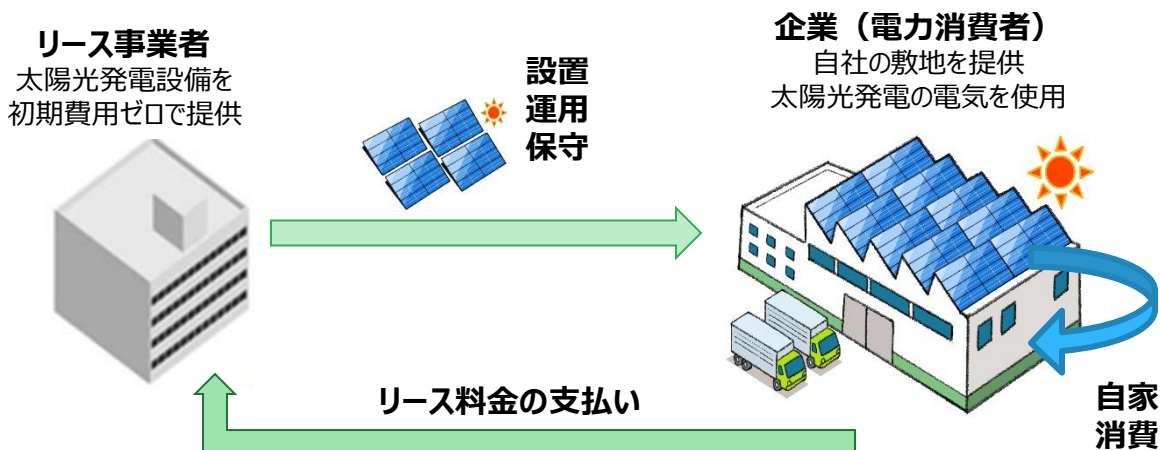 リース事業者
太陽光発電設備を
初期費用ゼロで提供
設置
運用
保守
企業（電力消費者）
自社の敷地を提供
太陽光発電の電気を使用
リース料金の支払い
自家
消費